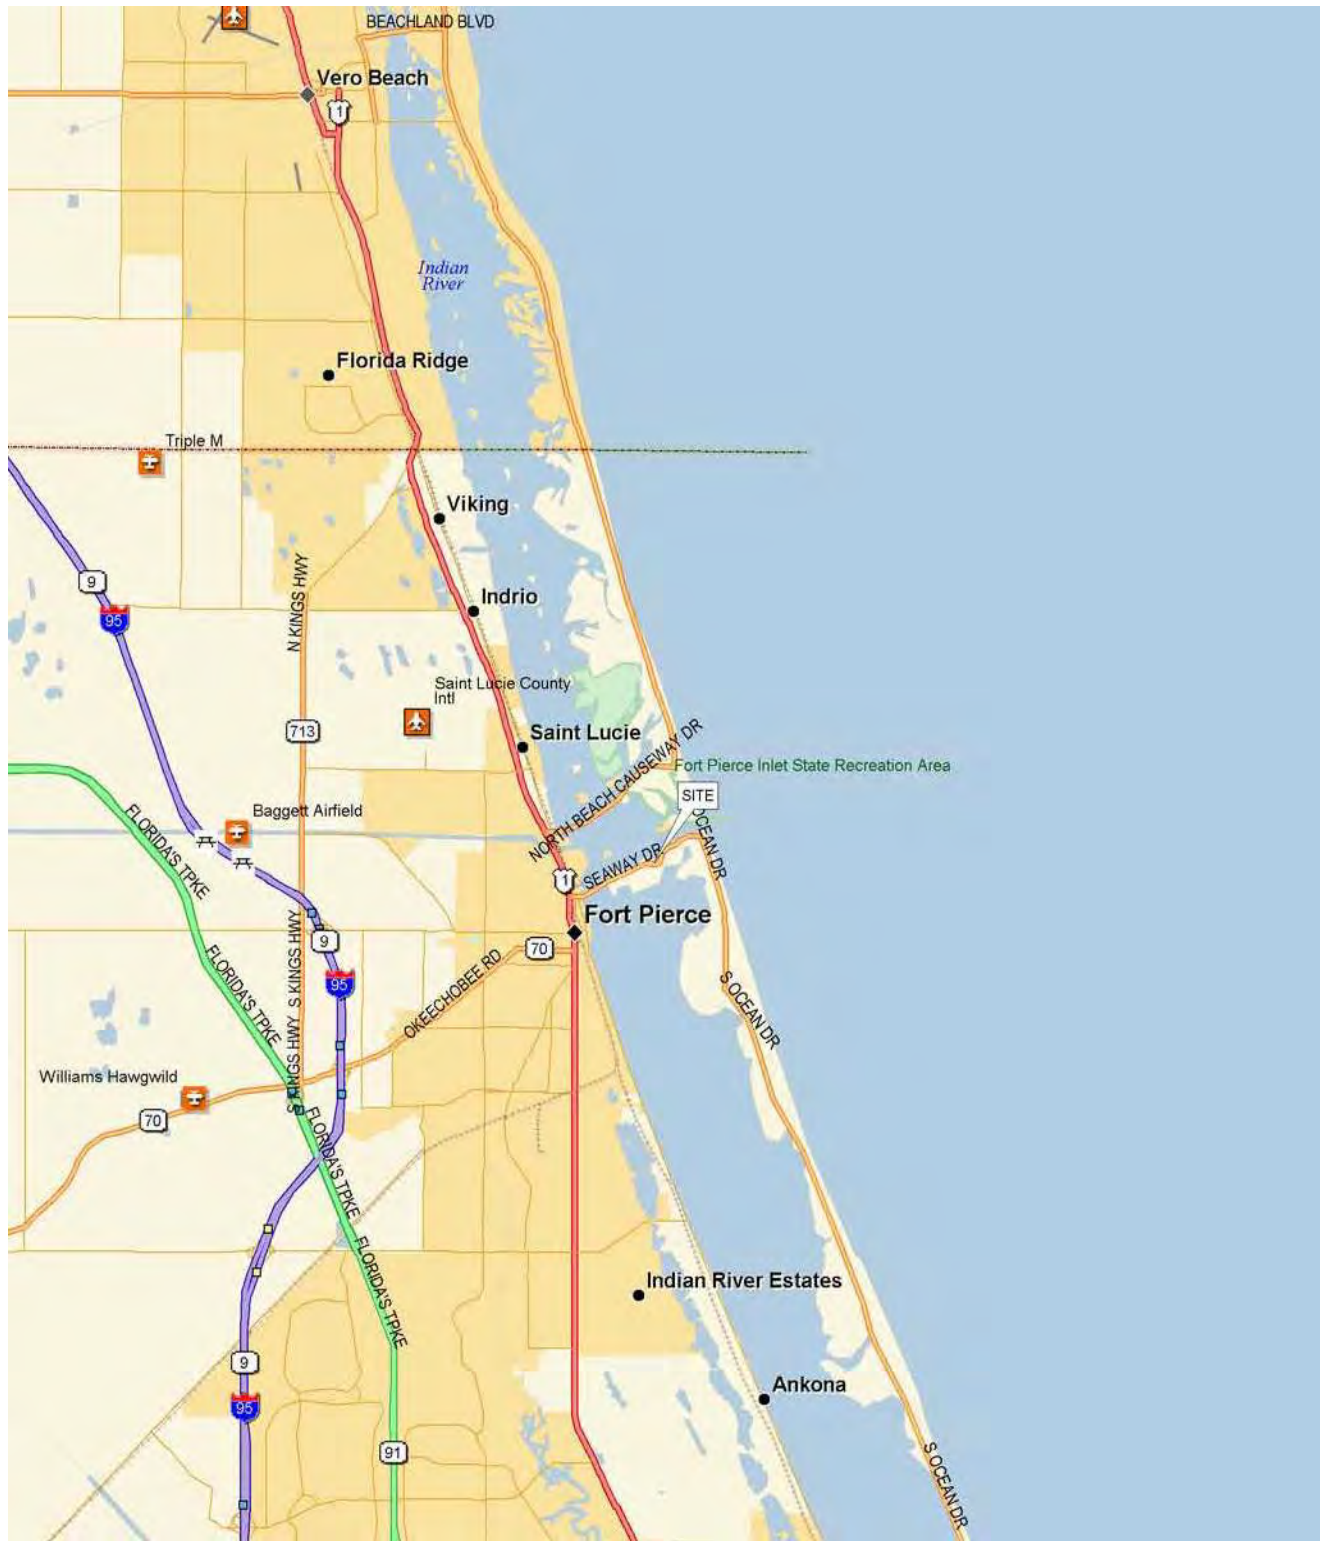 BEACHLAND BLVD
Vero Beach
1
Indian
River
Florida Ridge
Triple M
Viking
9
95
N KINGS HWY
Indrio
Saint Lucie County
Intl
713
Saint Lucie
NORTH BEACH CAUSEWAY DR
Fort Pierce Inlet State Recreation Area
SITE
FLORIDA'S TPKE
Baggett Airfield
OCEAN DR
SEAWAY DR
1
Fort Pierce
S KINGS HWY
9
70
FLORIDA'S TPKE
95
OKEECHOBEE RD
S OCEAN DR
S KINGS HWY
Williams Hawgwild
70
FLORIDA'S TPKE
FLORIDA'S TPKE
Indian River Estates
9
Ankona
95
91
S OCEAN DR